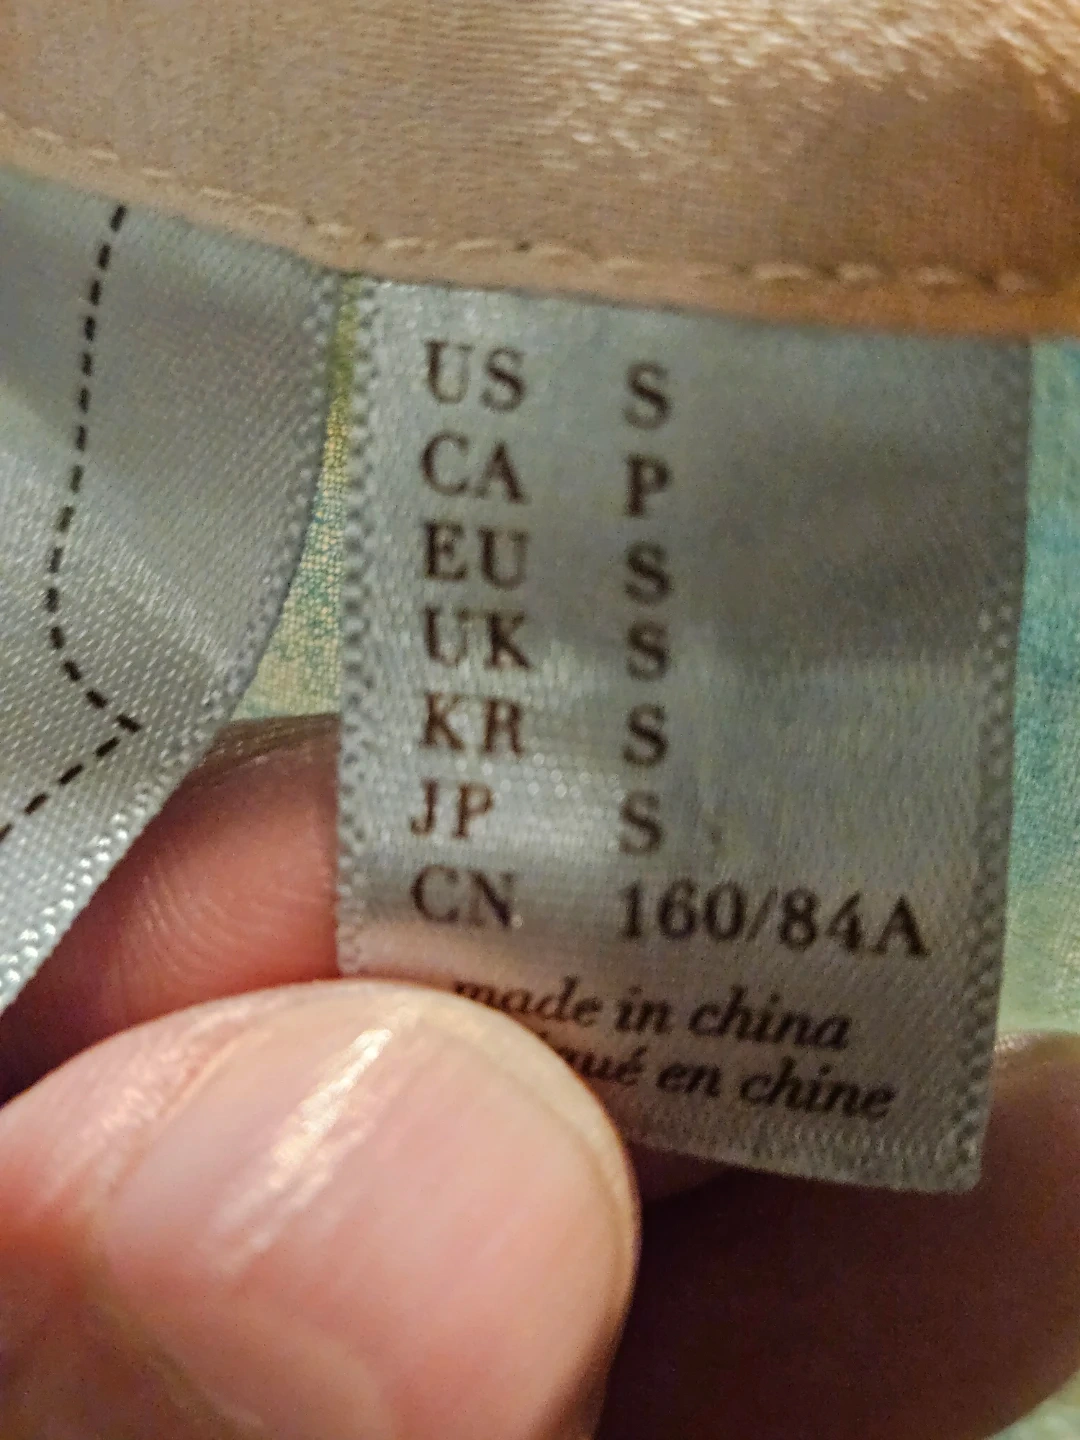 US S
CA P
EU S
UK S
KR S
JP S
CN 160/84A
made in china
en chine